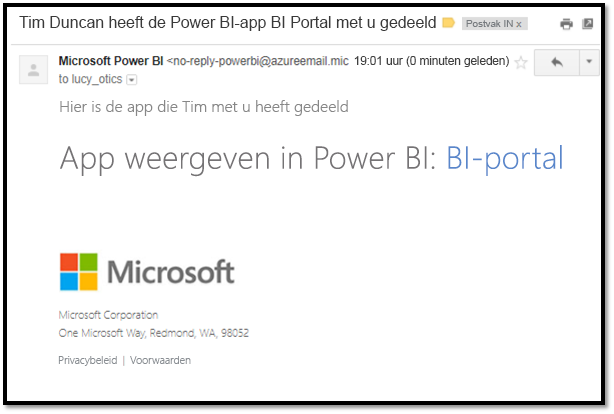 Tim Duncan heeft de Power BI-app BI Portal met u gedeeld Postvak IN x
Microsoft Power BI <no-reply-powerbi@azureemail.mic 19:01 uur (0 minuten geleden)
to lucy_otics
Hier is de app die Tim met u heeft gedeeld
App weergeven in Power BI: BI-portal
Microsoft
Microsoft Corporation
One Microsoft Way, Redmond, WA, 98052
Privacybeleid | Voorwaarden